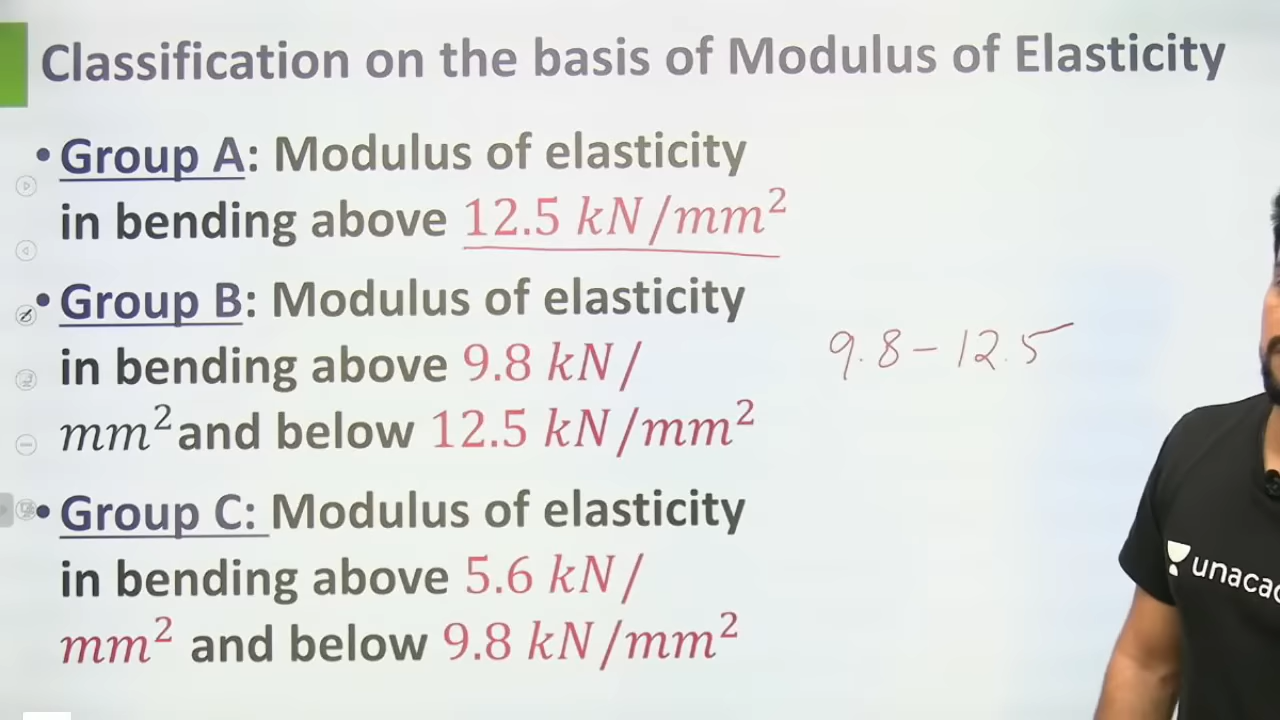 Classification on the basis of Modulus of Elasticity
• Group A: Modulus of elasticity
in bending above 12.5 kN/mm²
• Group B: Modulus of elasticity
in bending above 9.8 kN/
mm² and below 12.5 kN/mm²
9.8 – 12.5
• Group C: Modulus of elasticity
in bending above 5.6 kN/
mm² and below 9.8 kN/mm²